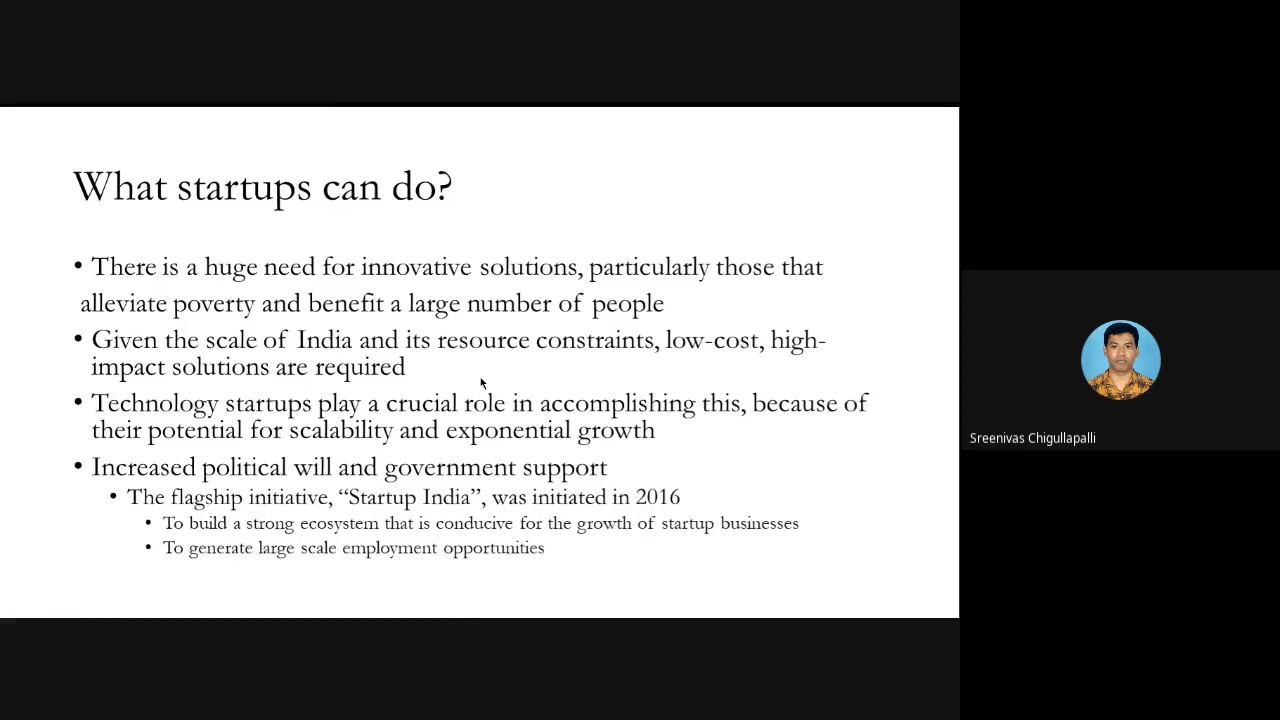 What startups can do?
• There is a huge need for innovative solutions, particularly those that
alleviate poverty and benefit a large number of people
• Given the scale of India and its resource constraints, low-cost, high-
impact solutions are required
• Technology startups play a crucial role in accomplishing this, because of
their potential for scalability and exponential growth
• Increased political will and government support
• The flagship initiative, “Startup India”, was initiated in 2016
• To build a strong ecosystem that is conducive for the growth of startup businesses
• To generate large scale employment opportunities
Sreenivas Chigullapalli